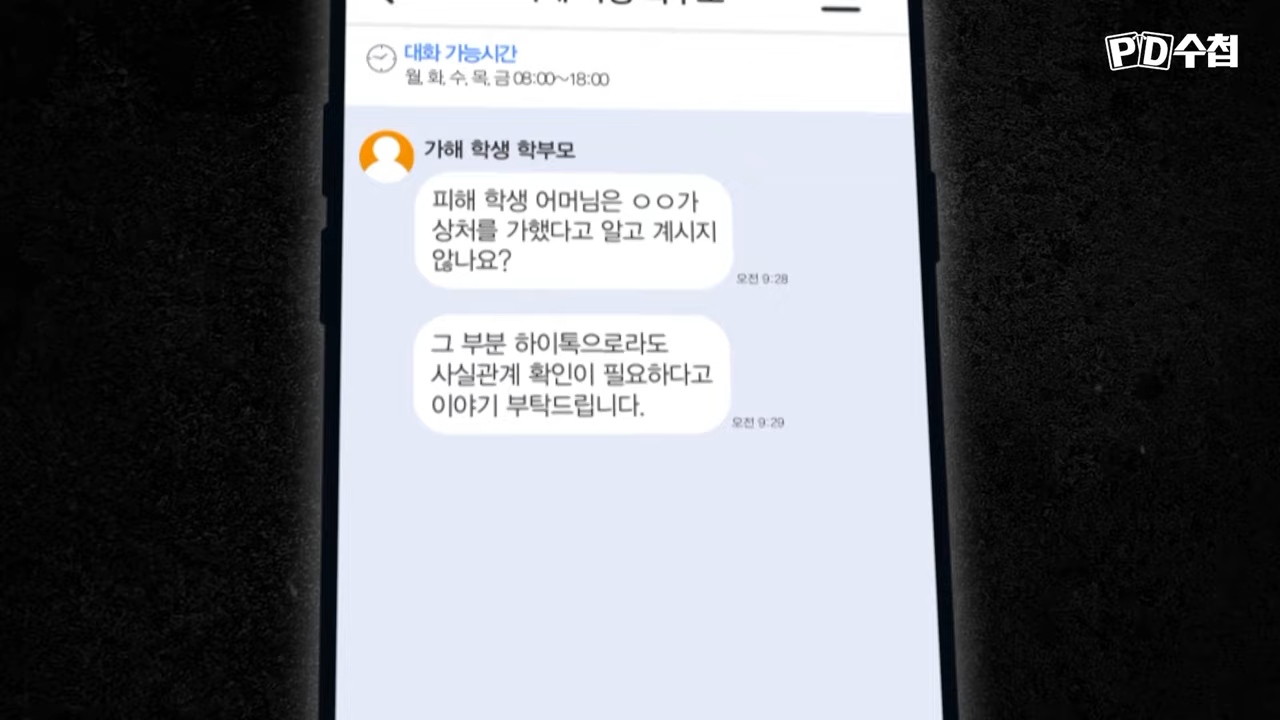 PD수첩
대화 가능시간
월, 화, 수, 목, 금 08:00~18:00
가해 학생 학부모
피해 학생 어머님은 ㅇㅇ가
상처를 가했다고 알고 계시지
않나요?
오전 9:28
그 부분 하이톡으로라도
사실관계 확인이 필요하다고
이야기 부탁드립니다.
오전 9:29